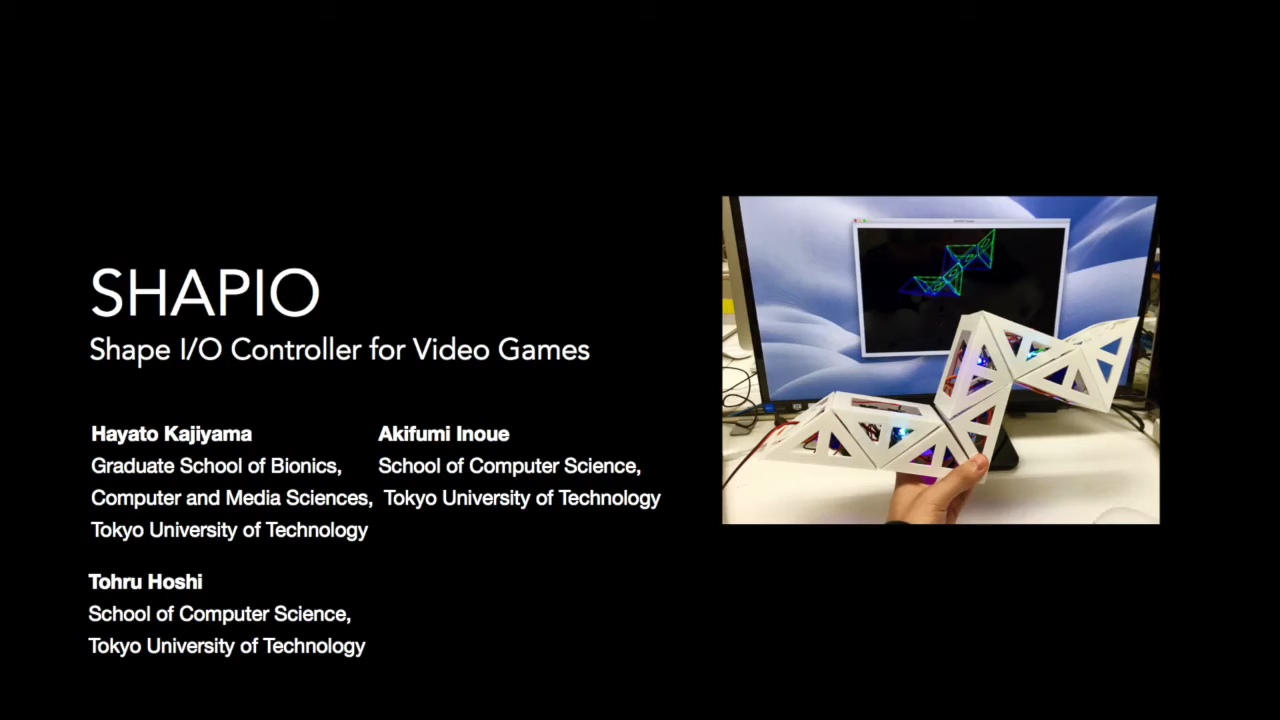 SHAPIO
Shape I/O Controller for Video Games
Hayato Kajiyama
Graduate School of Bionics,
Computer and Media Sciences,
Tokyo University of Technology
Akifumi Inoue
School of Computer Science,
Tokyo University of Technology
Tohru Hoshi
School of Computer Science,
Tokyo University of Technology